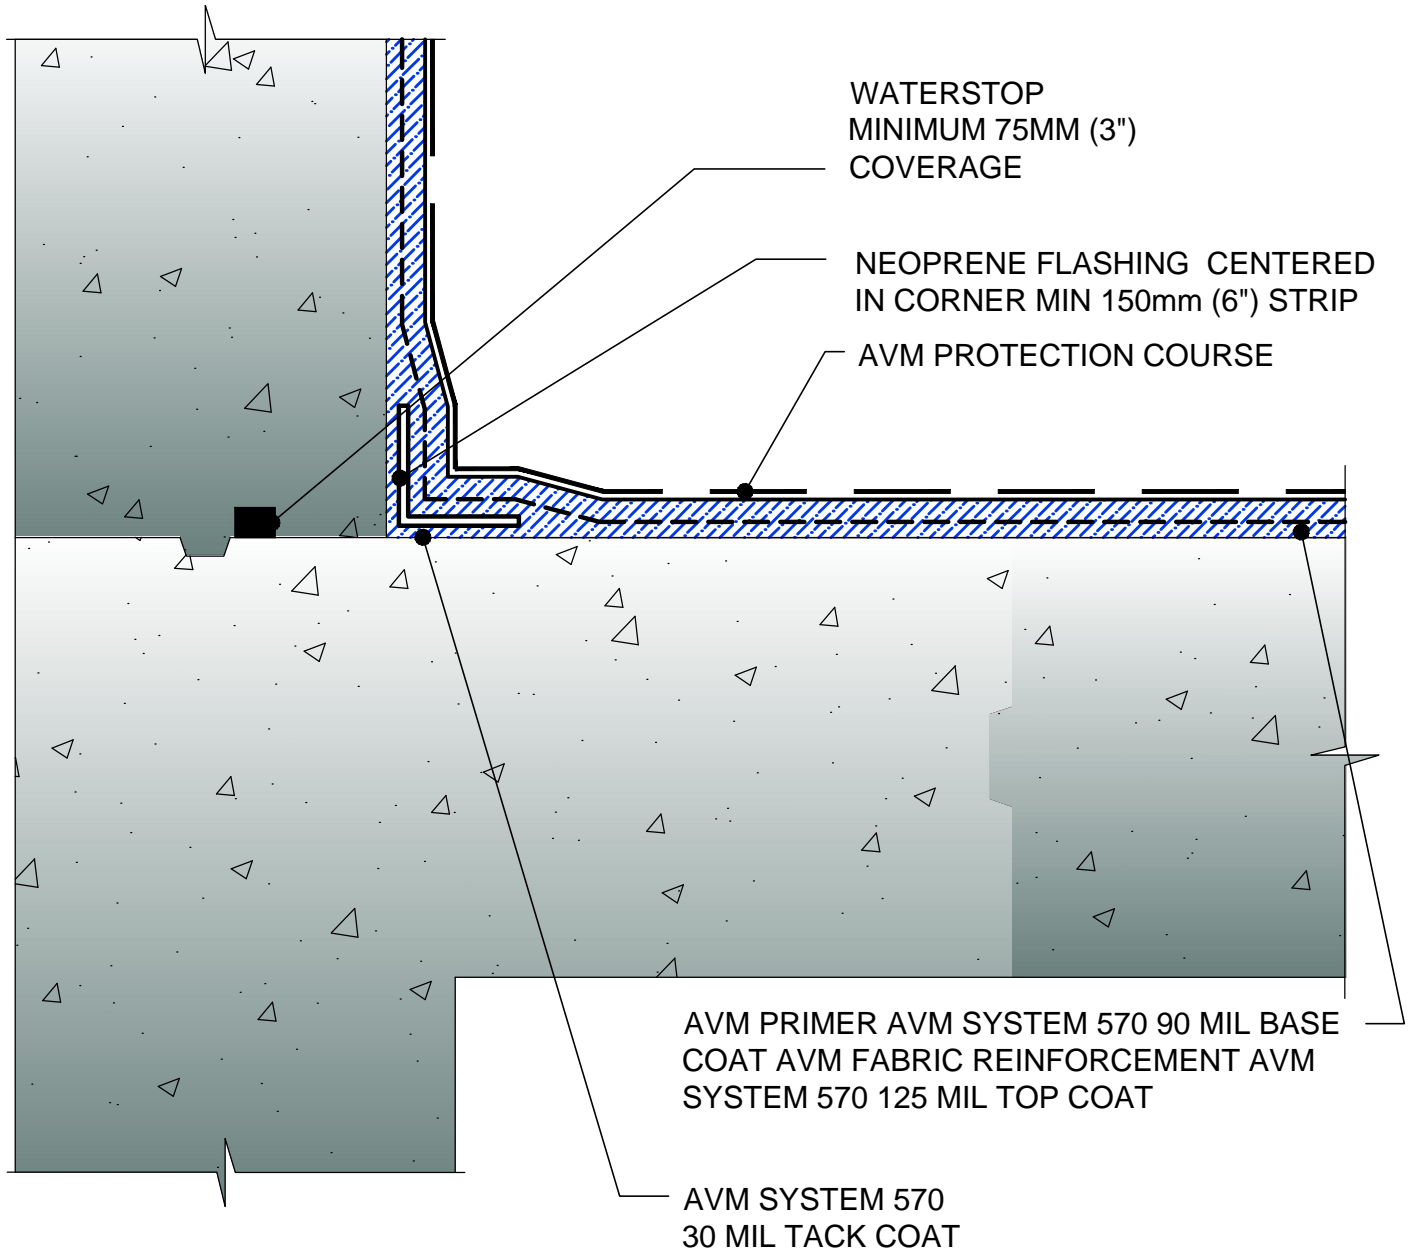 WATERSTOP
MINIMUM 75MM (3")
COVERAGE
NEOPRENE FLASHING  CENTERED
IN CORNER MIN 150mm (6") STRIP
AVM PROTECTION COURSE
AVM PRIMER AVM SYSTEM 570 90 MIL BASE
COAT AVM FABRIC REINFORCEMENT AVM
SYSTEM 570 125 MIL TOP COAT
AVM SYSTEM 570
30 MIL TACK COAT